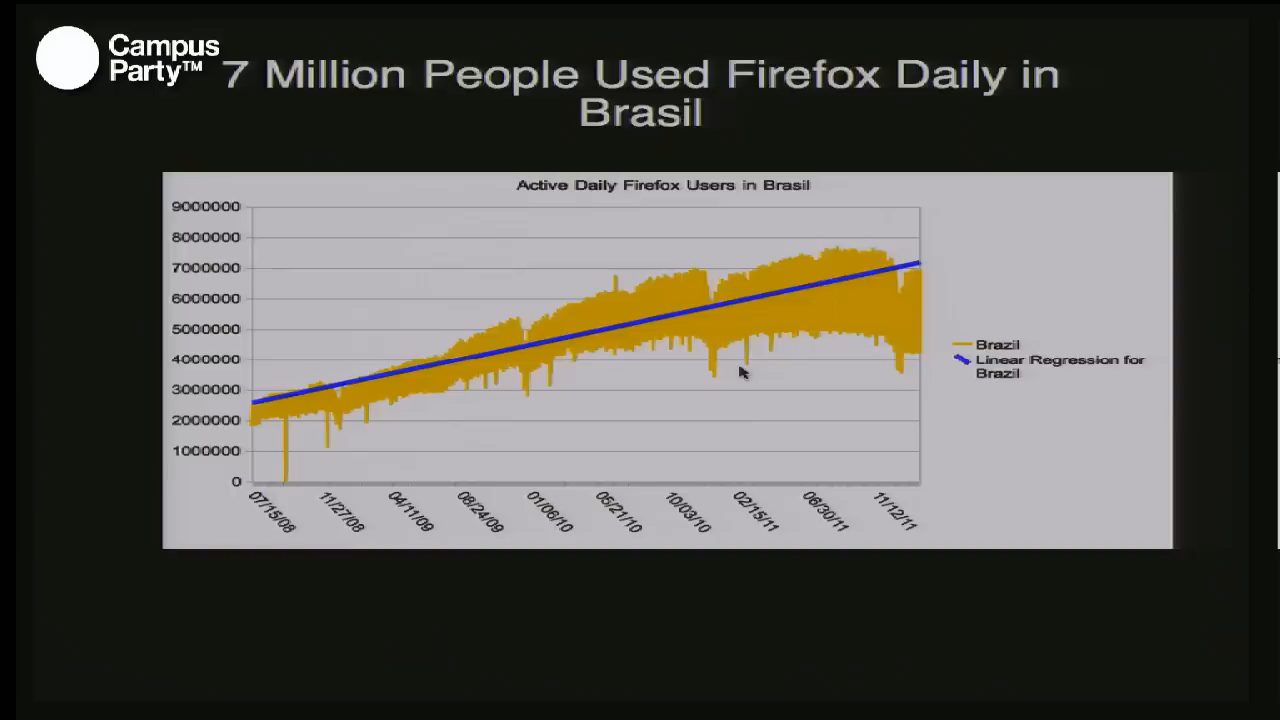 Campus
Party™
7 Million People Used Firefox Daily in
Brasil
Active Daily Firefox Users in Brasil
9000000
8000000
7000000
6000000
5000000
4000000
3000000
2000000
1000000
0
07/15/08
11/27/08
04/11/09
08/24/09
01/06/10
05/21/10
10/03/10
02/15/11
06/30/11
11/12/11
Brazil
Linear Regression for
Brazil